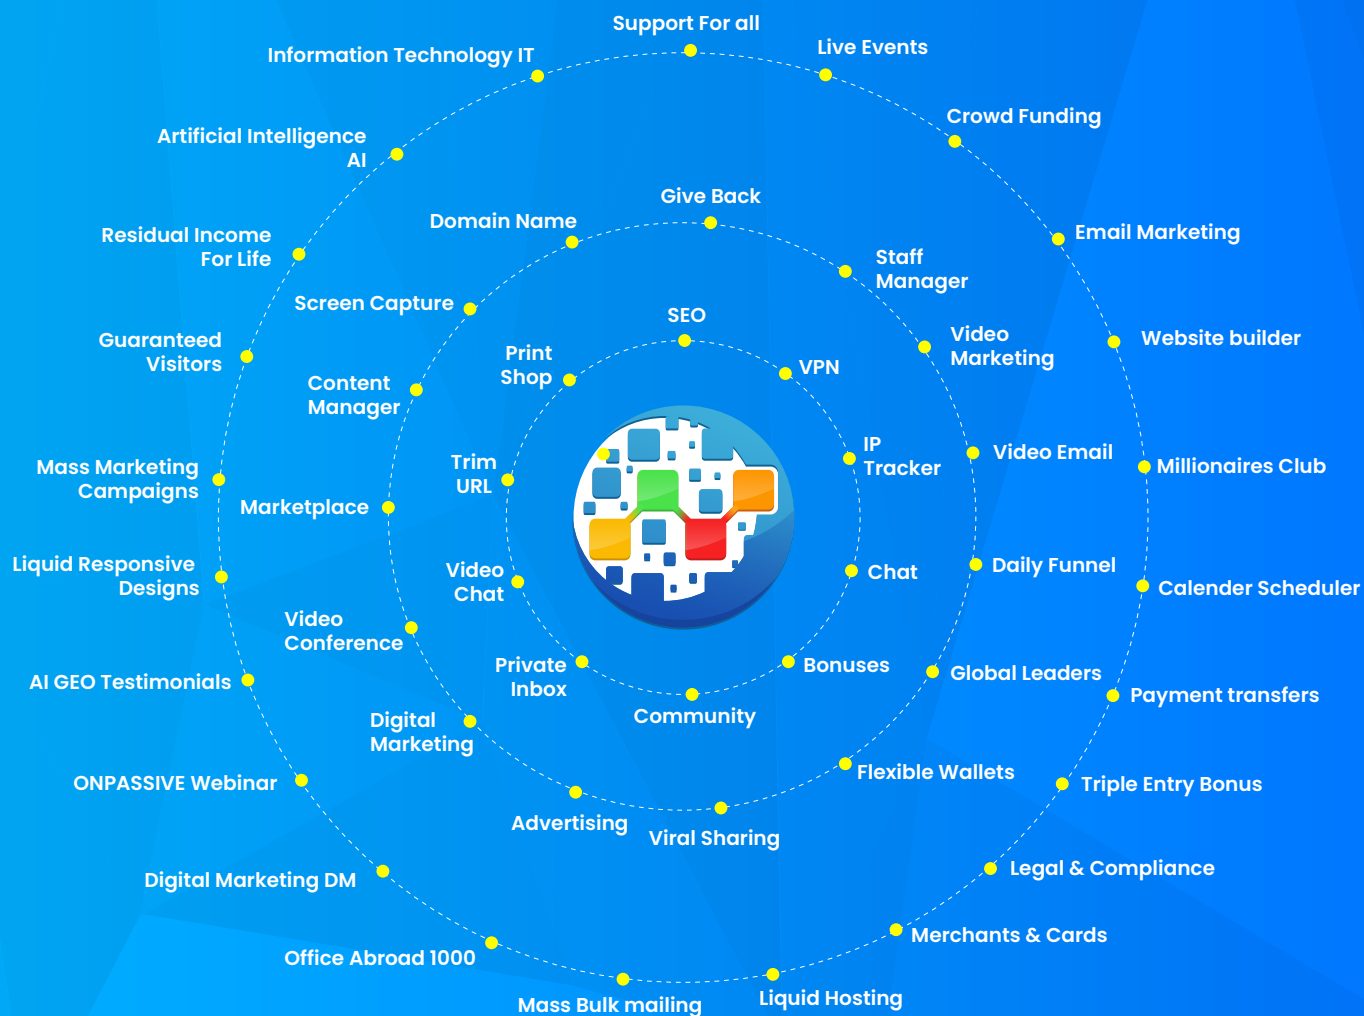 Support For all
Live Events
Information Technology IT
Crowd Funding
Artificial Intelligence
AI
Give Back
Domain Name
Email Marketing
Residual Income
For Life
Staff
Manager
Screen Capture
SEO
Video
Marketing
Website builder
Guaranteed
Visitors
Print
Shop
VPN
Content
Manager
IP
Tracker
Video Email
Millionaires Club
Trim
URL
Mass Marketing
Campaigns
Marketplace
Liquid Responsive
Designs
Video
Chat
Chat
Daily Funnel
Calender Scheduler
Video
Conference
Private
Inbox
Bonuses
Global Leaders
AI GEO Testimonials
Payment transfers
Community
Digital
Marketing
Flexible Wallets
ONPASSIVE Webinar
Triple Entry Bonus
Advertising
Viral Sharing
Digital Marketing DM
Legal & Compliance
Merchants & Cards
Office Abroad 1000
Mass Bulk mailing
Liquid Hosting